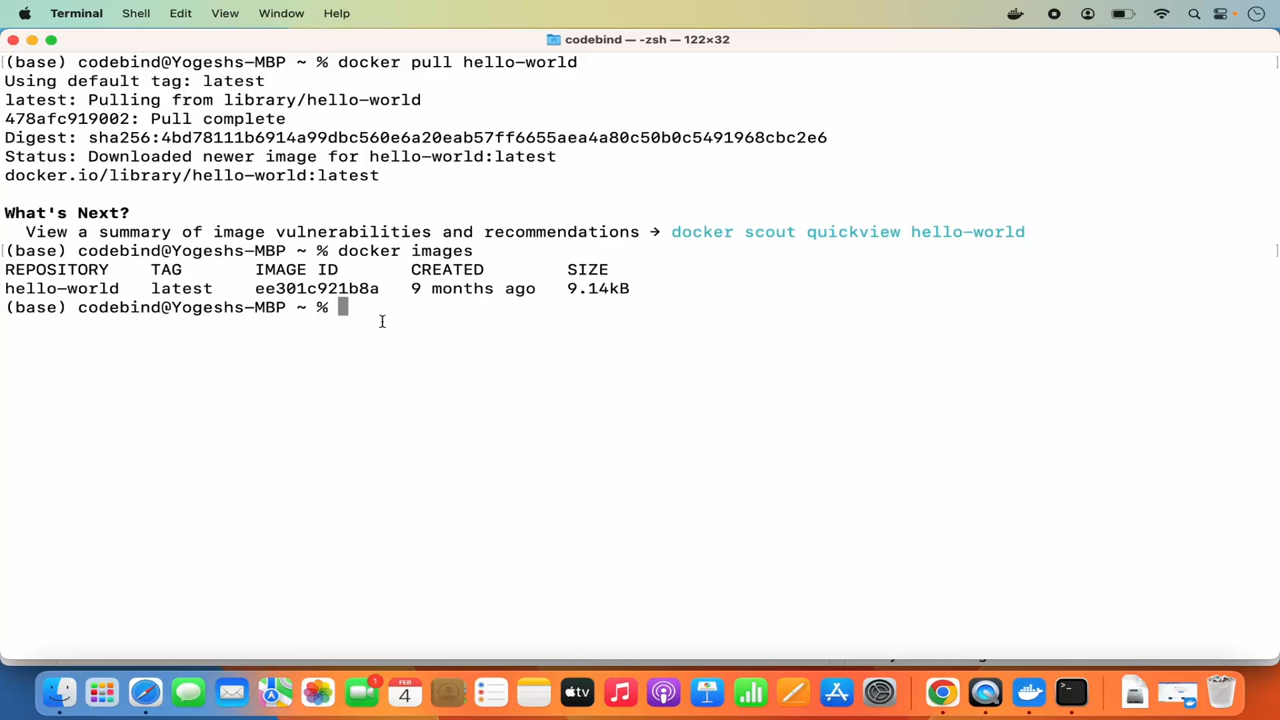 Terminal Shell Edit View Window Help
codebind — -zsh — 122×32
(base) codebind@Yogeshs-MBP ~ % docker pull hello-world
Using default tag: latest
latest: Pulling from library/hello-world
478afc919002: Pull complete
Digest: sha256:4bd78111b6914a99dbc560e6a20eab57ff6655aea4a80c50b0c5491968cbc2e6
Status: Downloaded newer image for hello-world:latest
docker.io/library/hello-world:latest
What's Next?
View a summary of image vulnerabilities and recommendations → docker scout quickview hello-world
(base) codebind@Yogeshs-MBP ~ % docker images
REPOSITORY TAG IMAGE ID CREATED SIZE
hello-world latest ee301c921b8a 9 months ago 9.14kB
(base) codebind@Yogeshs-MBP ~ %
1
FEB
4
tv